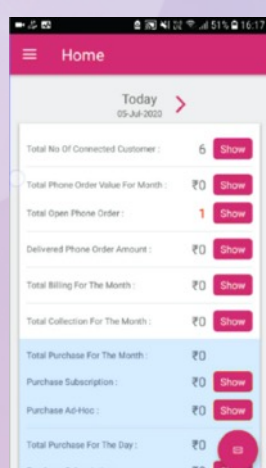 51% 16:17
Home
Today
05-Jul-2020
Total No Of Connected Customer : 6 Show
Total Phone Order Value For Month : ₹0 Show
Total Open Phone Order : 1 Show
Delivered Phone Order Amount : ₹0 Show
Total Billing For The Month : ₹0 Show
Total Collection For The Month : ₹0 Show
Total Purchase For The Month : ₹0
Purchase Subscription : ₹0 Show
Purchase Ad-Hoc : ₹0 Show
Total Purchase For The Day : ₹0